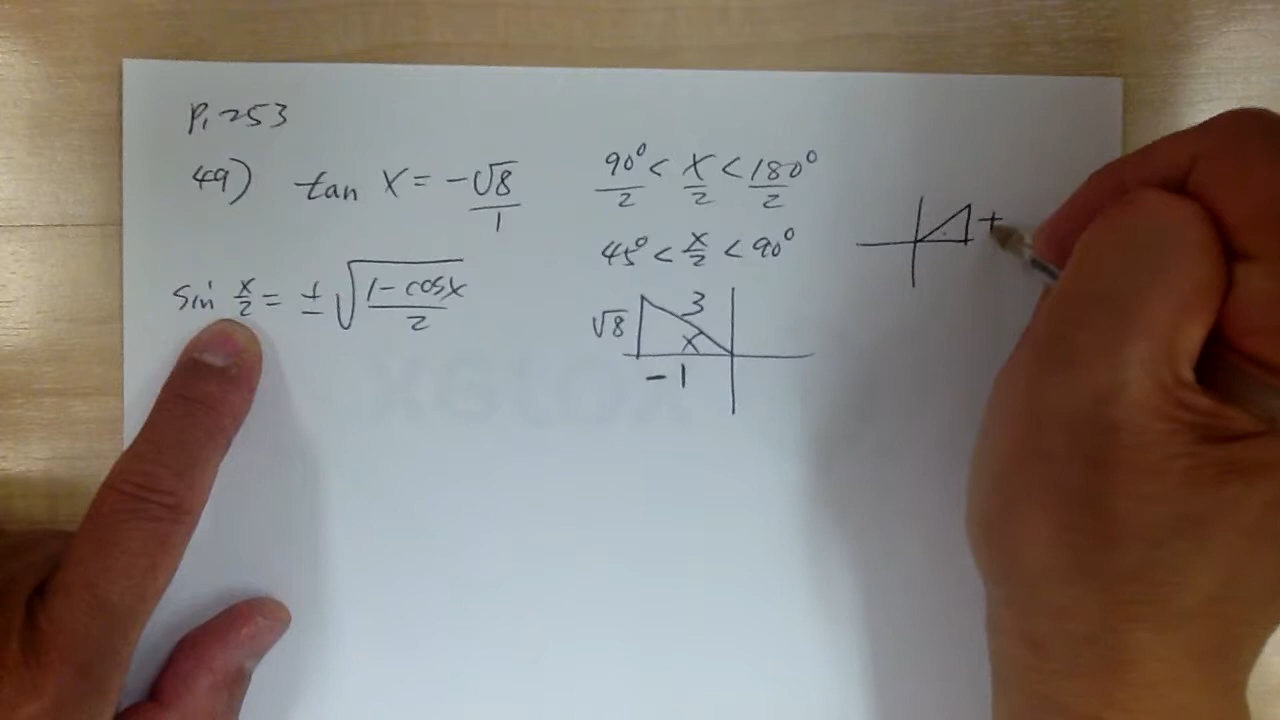 P. 253
49) tan X = -√8/1
sin x/2 = ± √((1 - cosx)/2)
90°/2 < x/2 < 180°/2
45° < x/2 < 90°
√8 3 x
-1
+